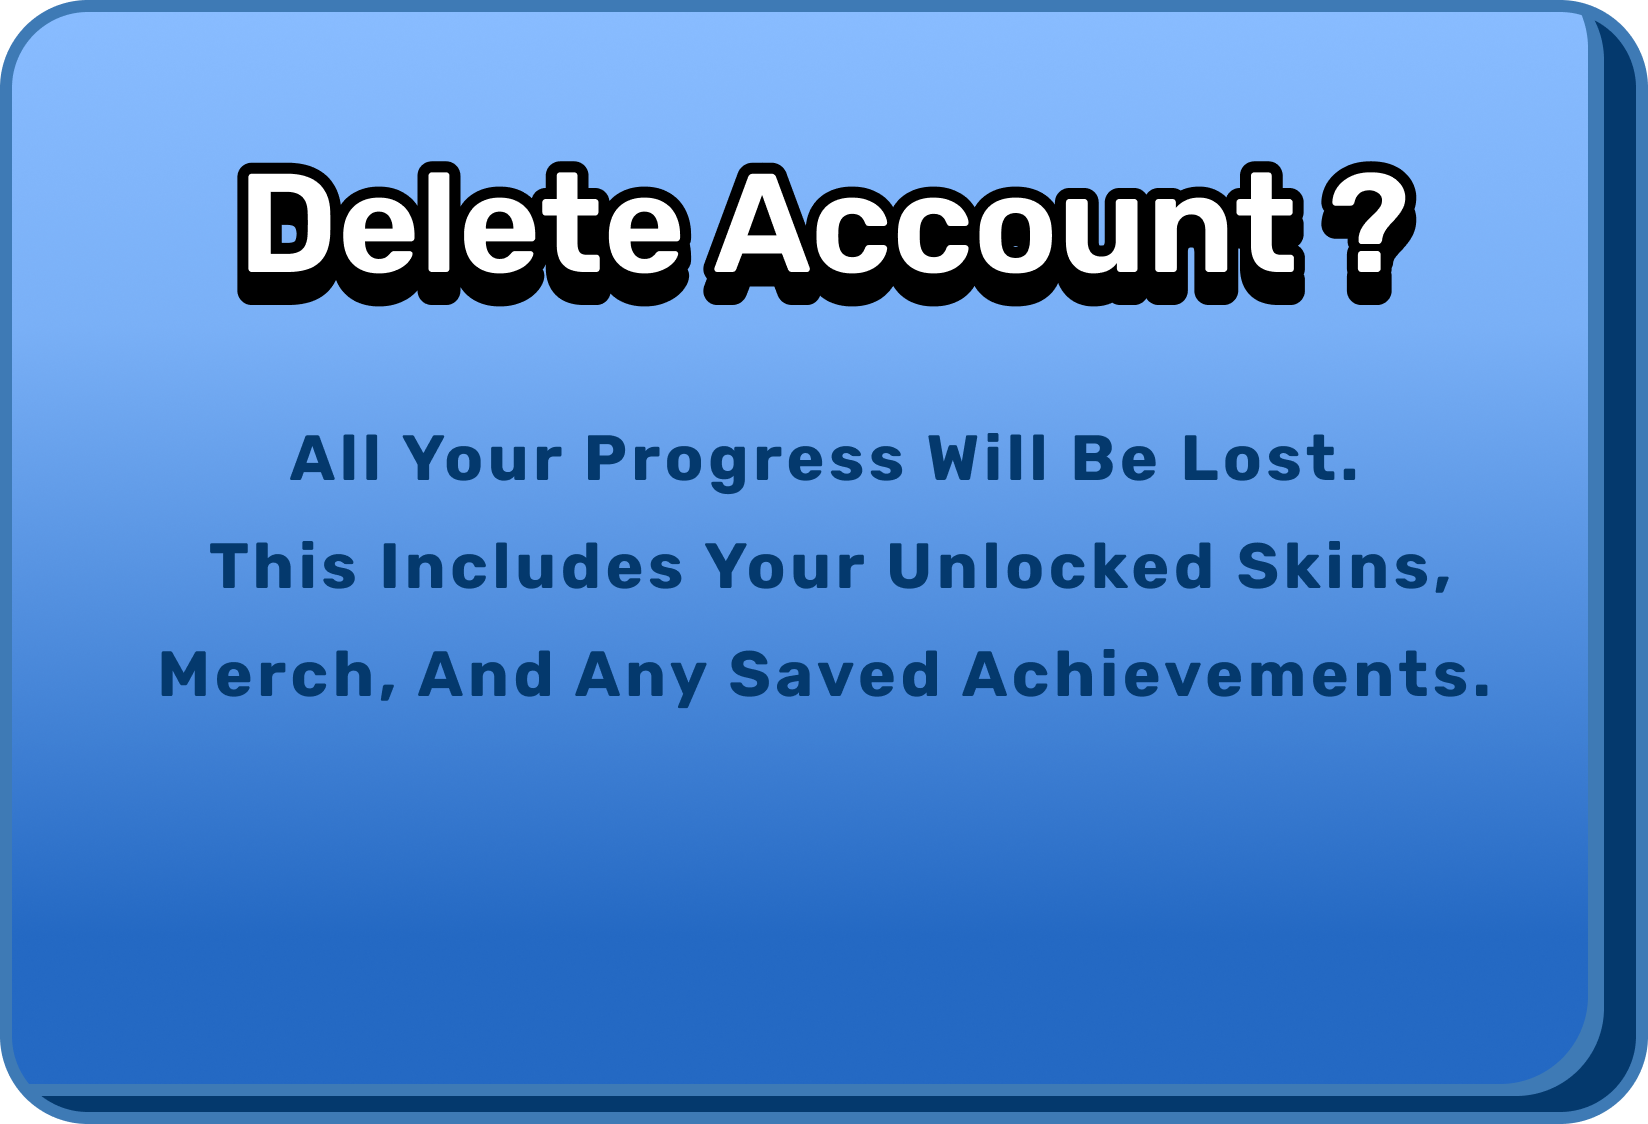 Delete Account ?
All Your Progress Will Be Lost.
This Includes Your Unlocked Skins,
Merch, And Any Saved Achievements.